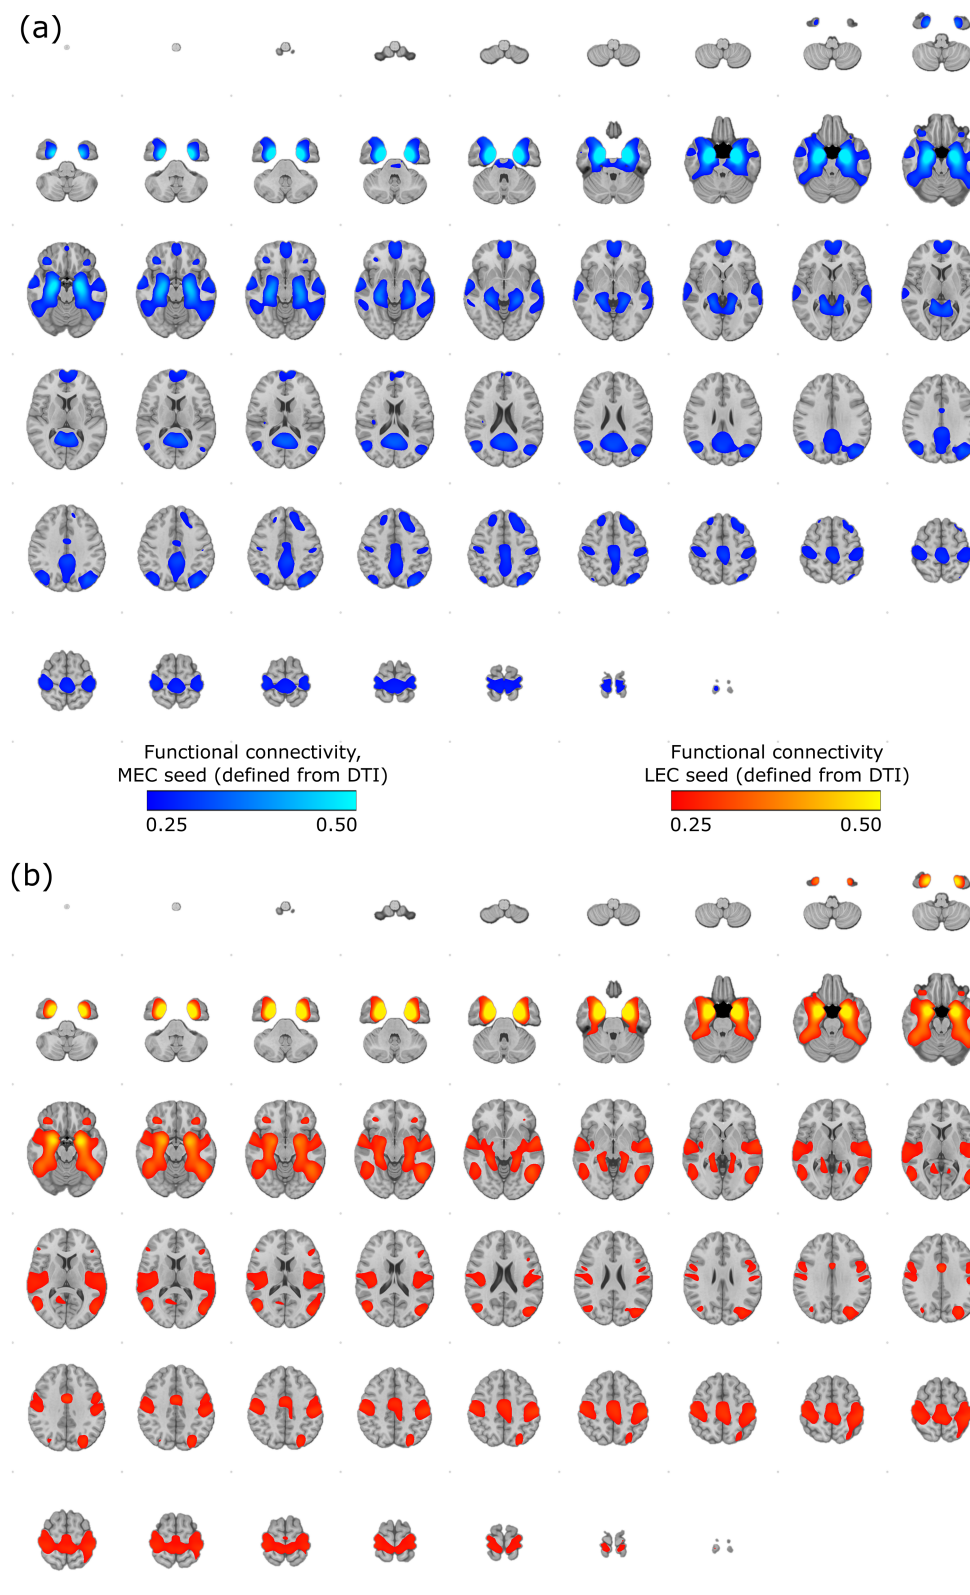 (a)
Functional connectivity,
MEC seed (defined from DTI)
0.25 0.50
Functional connectivity
LEC seed (defined from DTI)
0.25 0.50
(b)